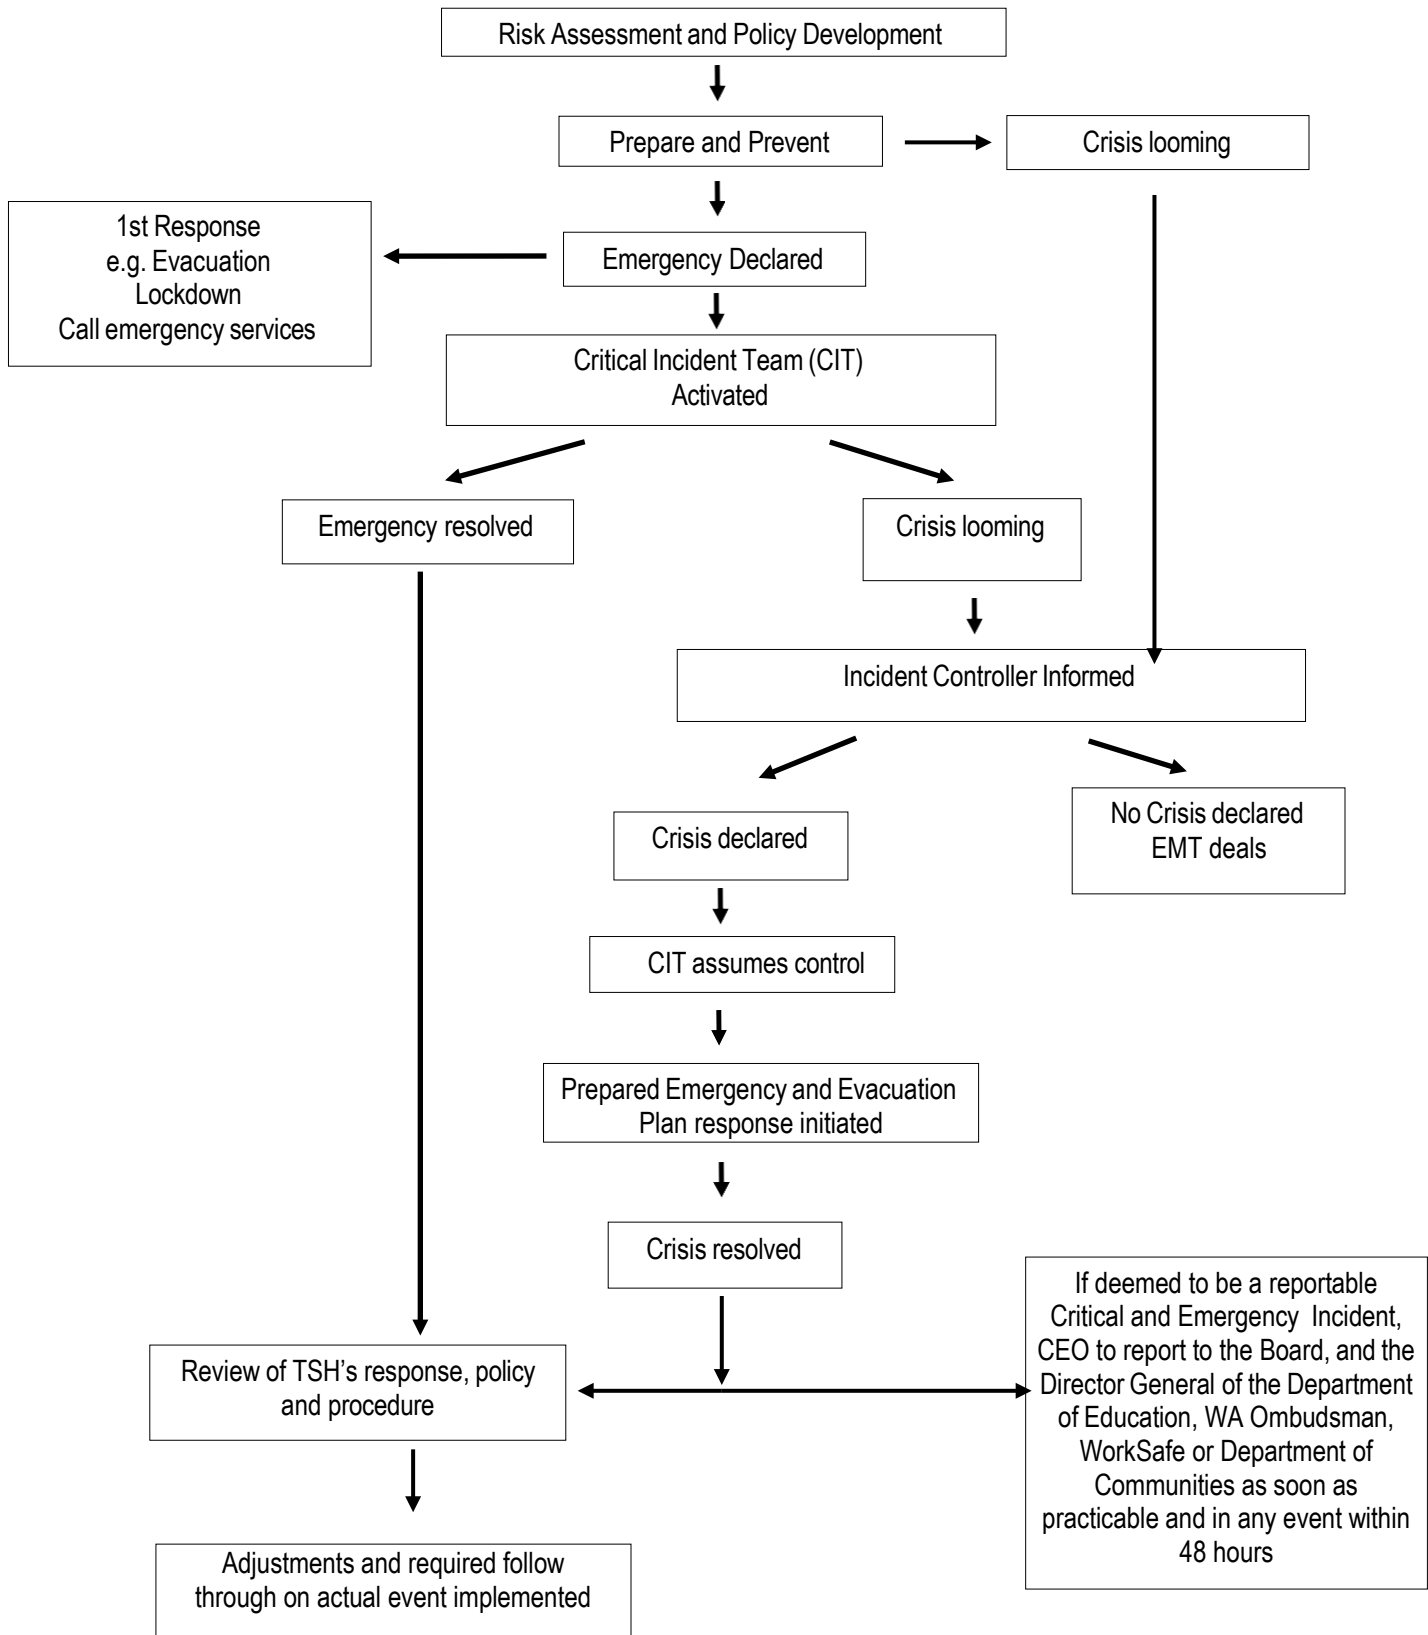 Risk Assessment and Policy Development
Prepare and Prevent
Crisis looming
1st Response
e.g. Evacuation
Lockdown
Call emergency services
Emergency Declared
Critical Incident Team (CIT)
Activated
Emergency resolved
Crisis looming
Incident Controller Informed
Crisis declared
No Crisis declared
EMT deals
CIT assumes control
Prepared Emergency and Evacuation
Plan response initiated
Crisis resolved
If deemed to be a reportable
Critical and Emergency Incident,
CEO to report to the Board, and the
Director General of the Department
of Education, WA Ombudsman,
WorkSafe or Department of
Communities as soon as
practicable and in any event within
48 hours
Review of TSH’s response, policy
and procedure
Adjustments and required follow
through on actual event implemented